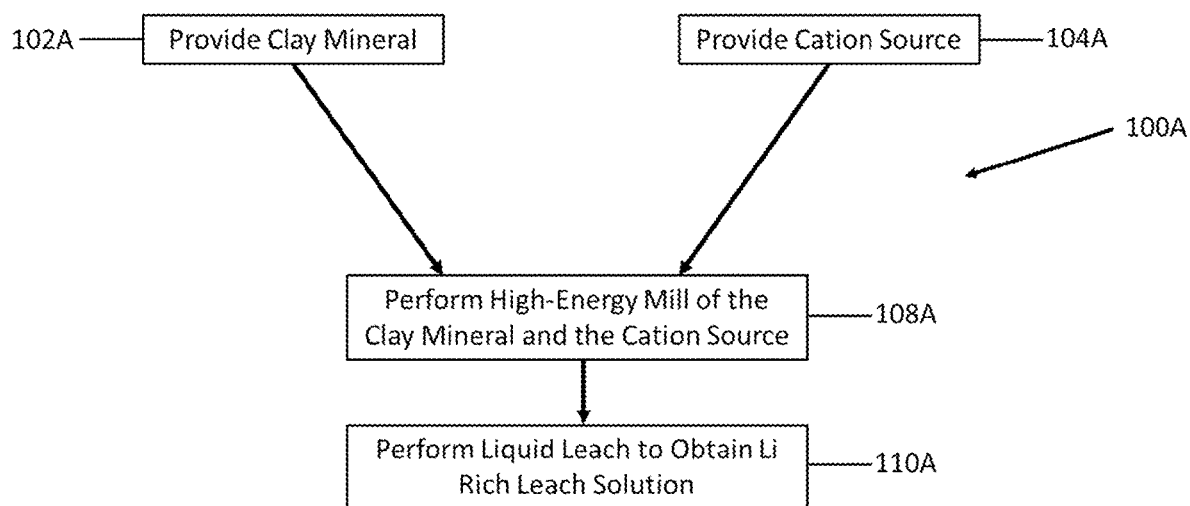 102A
Provide Clay Mineral
Provide Cation Source
104A
100A
Perform High-Energy Mill of the
Clay Mineral and the Cation Source
108A
Perform Liquid Leach to Obtain Li
Rich Leach Solution
110A